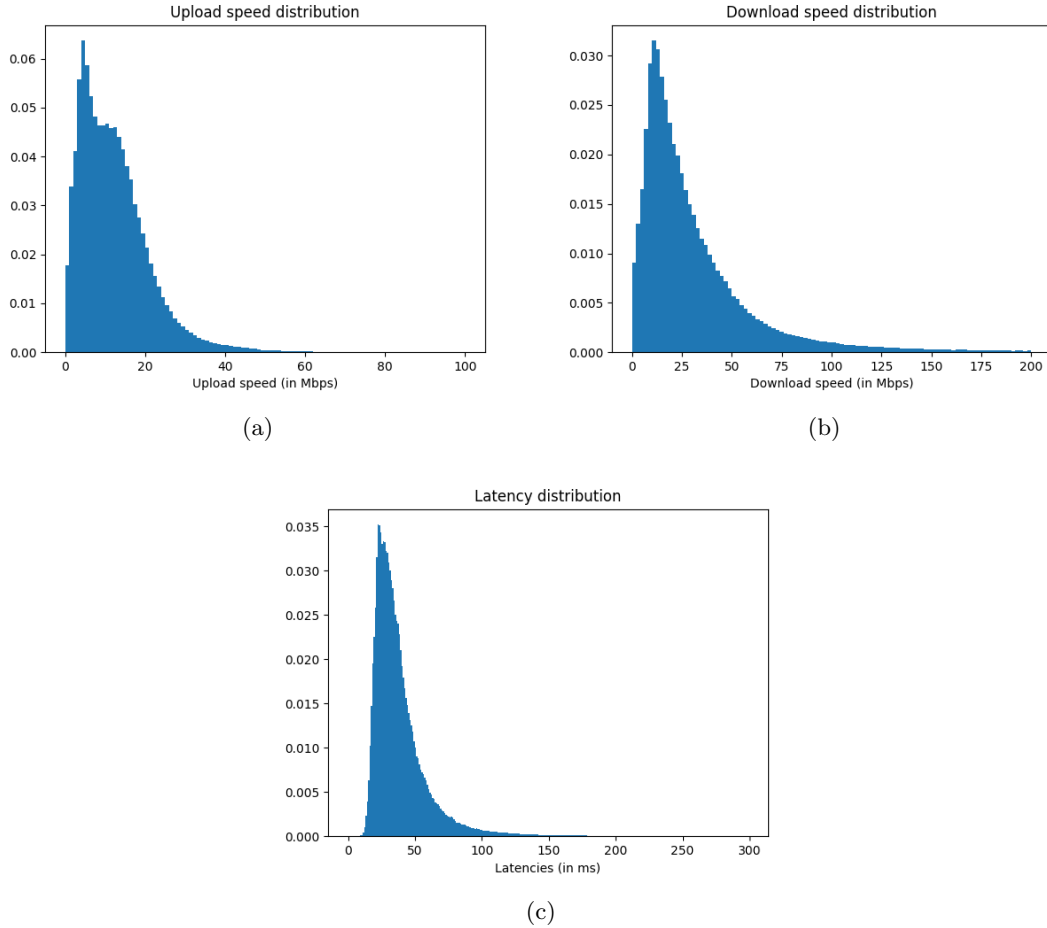 Upload speed distribution
0.06
0.05
0.04
0.03
0.02
0.01
0.00
0 20 40 60 80 100
Upload speed (in Mbps)
(a)
Download speed distribution
0.030
0.025
0.020
0.015
0.010
0.005
0.000
0 25 50 75 100 125 150 175 200
Download speed (in Mbps)
(b)
Latency distribution
0.035
0.030
0.025
0.020
0.015
0.010
0.005
0.000
0 50 100 150 200 250 300
Latencies (in ms)
(c)